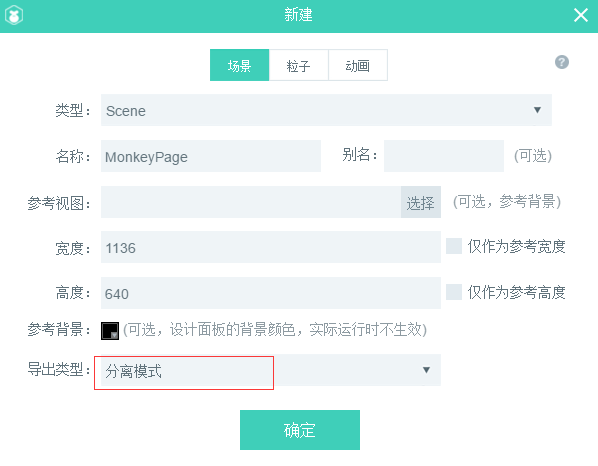 新建
场景 粒子 动画 ?
类型： Scene
名称： MonkeyPage 别名： (可选)
参考视图： 选择 (可选，参考背景)
宽度： 1136 仅作为参考宽度
高度： 640 仅作为参考高度
参考背景： (可选，设计面板的背景颜色，实际运行时不生效)
导出类型： 分离模式
确定